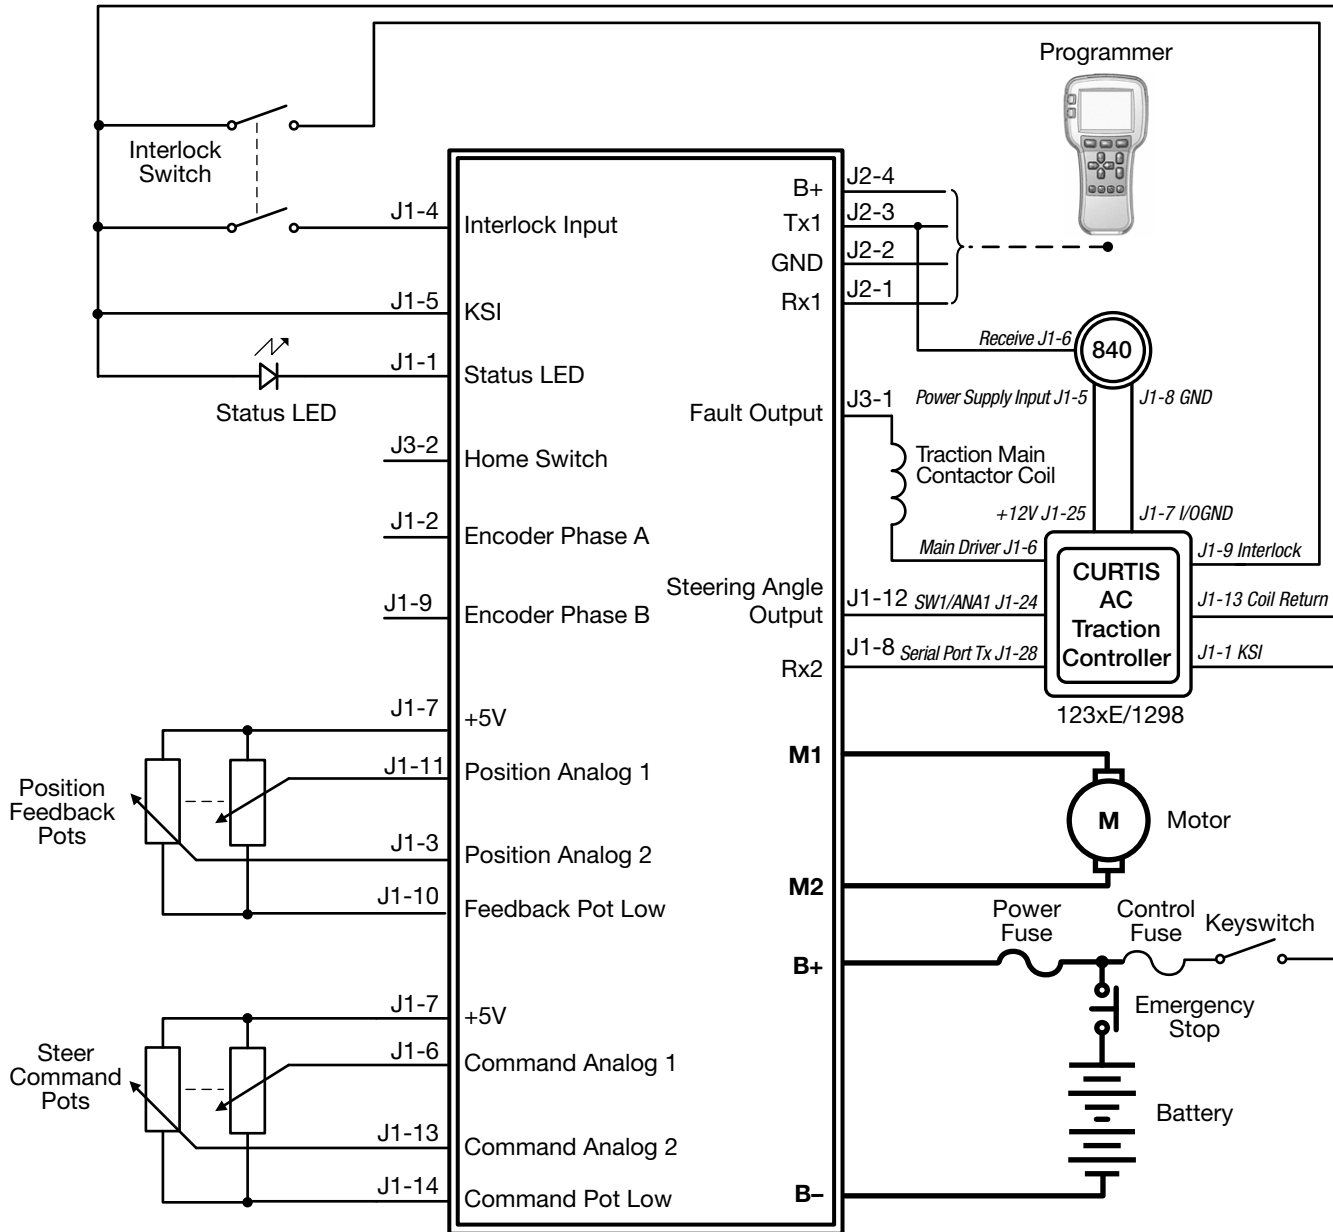 Programmer
Interlock
Switch
J1-4
Interlock Input
J1-5
KSI
J1-1
Status LED
Status LED
J3-2
Home Switch
J1-2
Encoder Phase A
J1-9
Encoder Phase B
J1-7
+5V
J1-11
Position Analog 1
Position
Feedback
Pots
J1-3
Position Analog 2
J1-10
Feedback Pot Low
J1-7
+5V
J1-6
Command Analog 1
Steer
Command
Pots
J1-13
Command Analog 2
J1-14
Command Pot Low
B+
J2-4
Tx1
J2-3
GND
J2-2
Rx1
J2-1
Receive J1-6
840
Power Supply Input J1-5
J1-8 GND
Fault Output
J3-1
Traction Main
Contactor Coil
+12V J1-25
J1-7 I/OGND
Main Driver J1-6
J1-9 Interlock
CURTIS
AC
Traction
Controller
Steering Angle
Output
J1-12
SW1/ANA1 J1-24
J1-13 Coil Return
Rx2
J1-8
Serial Port Tx J1-28
J1-1 KSI
123xE/1298
M1
M
Motor
M2
Power
Fuse
Control
Fuse
Keyswitch
B+
Emergency
Stop
Battery
B–